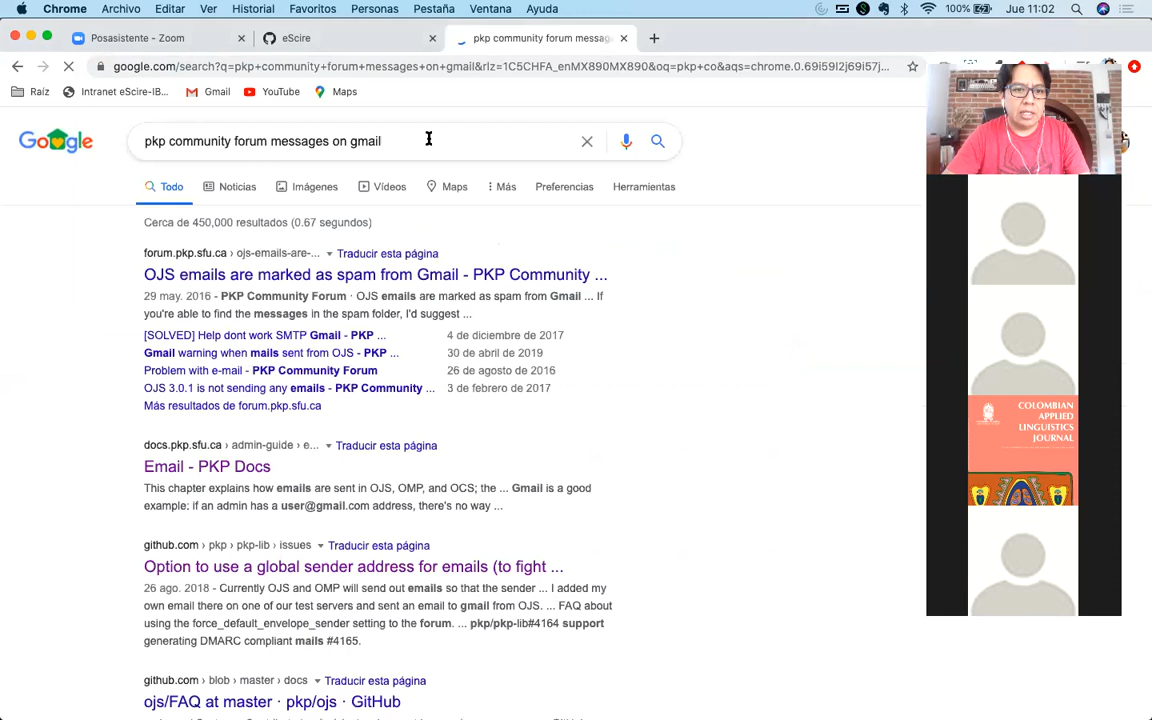 Chrome Archivo Editar Ver Historial Favoritos Personas Pestaña Ventana Ayuda
100% Jue 11:02
Posasistente - Zoom
eScire
pkp community forum messag
google.com/search?q=pkp+community+forum+messages+on+gmail&rlz=1C5CHFA_enMX890MX890&oq=pkp+co&aqs=chrome.0.69i59l2j69i57j...
Raíz
Intranet eScire-IB...
Gmail
YouTube
Maps
Google
pkp community forum messages on gmail
Todo Noticias Imágenes Vídeos Maps Más Preferencias Herramientas
Cerca de 450,000 resultados (0.67 segundos)
forum.pkp.sfu.ca › ojs-emails-are-... Traducir esta página
OJS emails are marked as spam from Gmail - PKP Community ...
29 may. 2016 - PKP Community Forum · OJS emails are marked as spam from Gmail ... If
you're able to find the messages in the spam folder, I'd suggest ...
[SOLVED] Help dont work SMTP Gmail - PKP ... 4 de diciembre de 2017
Gmail warning when mails sent from OJS - PKP ... 30 de abril de 2019
Problem with e-mail - PKP Community Forum 26 de agosto de 2016
OJS 3.0.1 is not sending any emails - PKP Community ... 3 de febrero de 2017
Más resultados de forum.pkp.sfu.ca
docs.pkp.sfu.ca › admin-guide › e... Traducir esta página
Email - PKP Docs
This chapter explains how emails are sent in OJS, OMP, and OCS; the ... Gmail is a good
example: if an admin has a user@gmail.com address, there's no way ...
github.com › pkp › pkp-lib › issues Traducir esta página
Option to use a global sender address for emails (to fight ...
26 ago. 2018 - Currently OJS and OMP will send out emails so that the sender ... I added my
own email there on one of our test servers and sent an email to gmail from OJS. ... FAQ about
using the force_default_envelope_sender setting to the forum. ... pkp/pkp-lib#4164 support
generating DMARC compliant mails #4165.
github.com › blob › master › docs Traducir esta página
ojs/FAQ at master · pkp/ojs · GitHub
COLOMBIAN
APPLIED
LINGUISTICS
JOURNAL